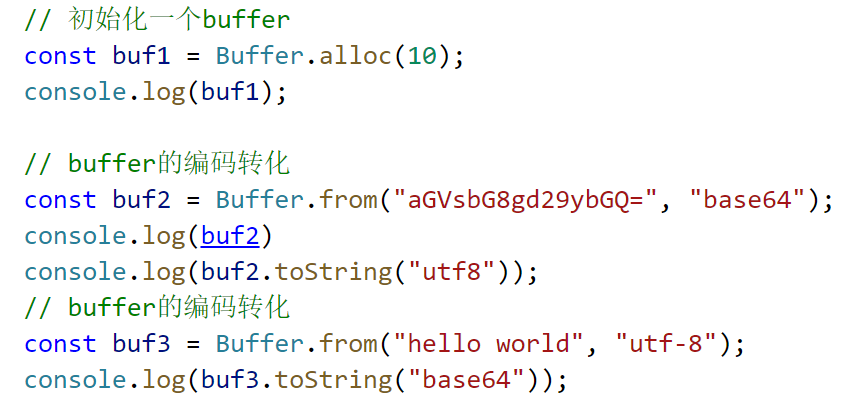 // 初始化一个buffer
const buf1 = Buffer.alloc(10);
console.log(buf1);
// buffer的编码转化
const buf2 = Buffer.from("aGVsbG8gd29ybGQ=", "base64");
console.log(buf2)
console.log(buf2.toString("utf8"));
// buffer的编码转化
const buf3 = Buffer.from("hello world", "utf-8");
console.log(buf3.toString("base64"));